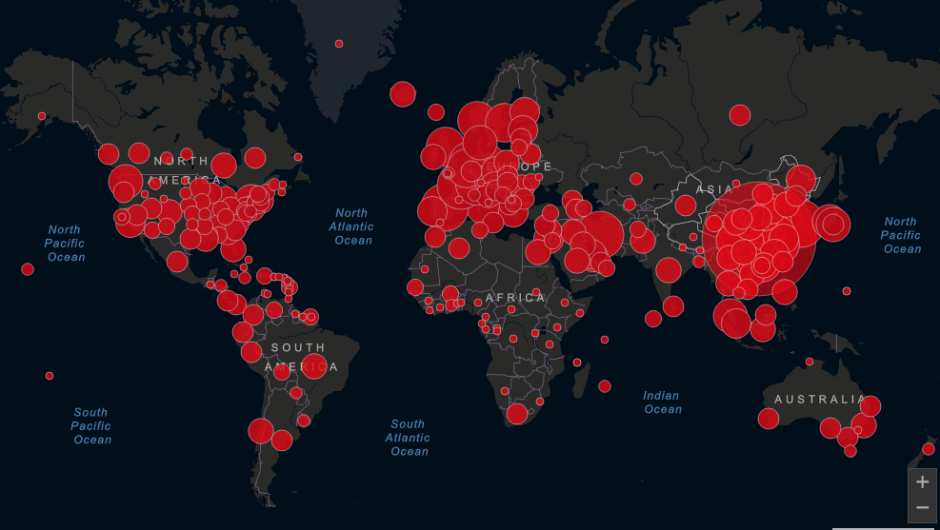 NORTH
AMERICA
EUROPE
ASIA
North
Pacific
Ocean
North
Atlantic
Ocean
North
Pacific
Ocean
AFRICA
SOUTH
AMERICA
Indian
Ocean
AUSTRALIA
South
Pacific
Ocean
South
Atlantic
Ocean
+
−